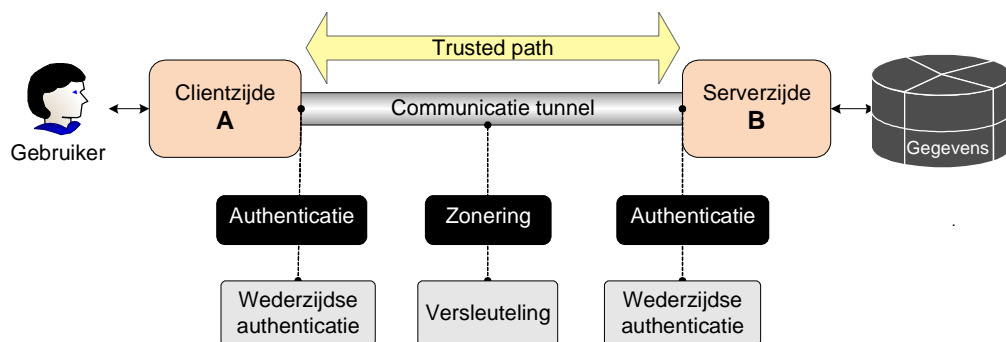 Trusted path
Clientzijde
A
Communicatie tunnel
Serverzijde
B
Gebruiker
Gegevens
Authenticatie
Zonering
Authenticatie
Wederzijdse
authenticatie
Versleuteling
Wederzijdse
authenticatie